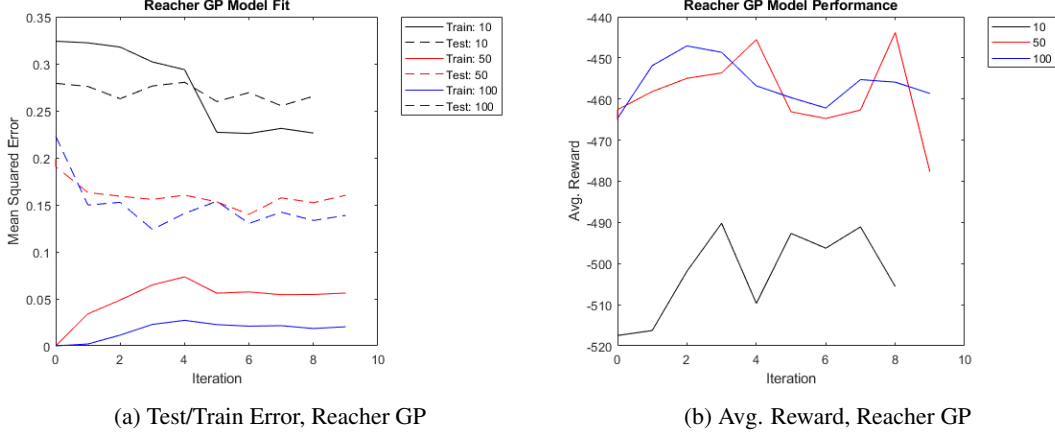 Reacher GP Model Fit
0.35
0.3
0.25
0.2
0.15
0.1
0.05
0
Mean Squared Error
0 2 4 6 8 10
Iteration
Train: 10
Test: 10
Train: 50
Test: 50
Train: 100
Test: 100
(a) Test/Train Error, Reacher GP
Reacher GP Model Performance
-440
-450
-460
-470
-480
-490
-500
-510
-520
Avg. Reward
0 2 4 6 8 10
Iteration
10
50
100
(b) Avg. Reward, Reacher GP